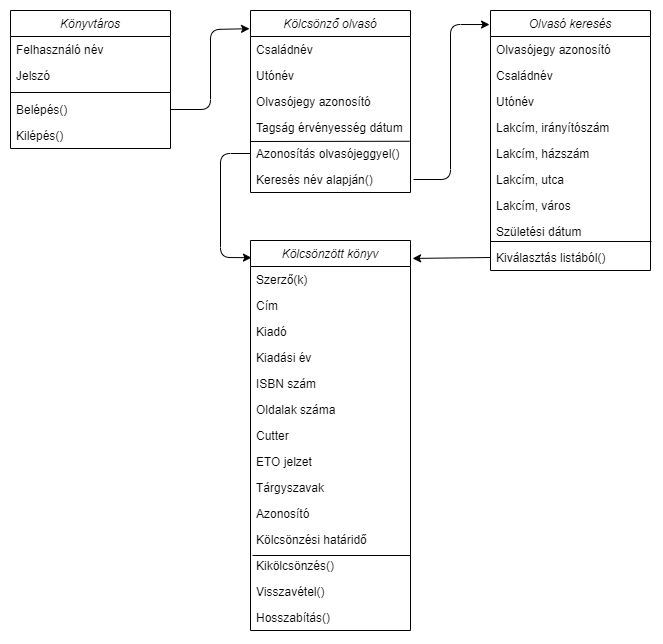 Könyvtáros
Felhasználó név
Jelszó
Belépés()
Kilépés()
Kölcsönző olvasó
Családnév
Utónév
Olvasójegy azonosító
Tagság érvényesség dátum
Azonosítás olvasójeggyel()
Keresés név alapján()
Olvasó keresés
Olvasójegy azonosító
Családnév
Utónév
Lakcím, irányítószám
Lakcím, házszám
Lakcím, utca
Lakcím, város
Születési dátum
Kiválasztás listából()
Kölcsönzött könyv
Szerző(k)
Cím
Kiadó
Kiadási év
ISBN szám
Oldalak száma
Cutter
ETO jelzet
Tárgyszavak
Azonosító
Kölcsönzési határidő
Kikölcsönzés()
Visszavétel()
Hosszabítás()